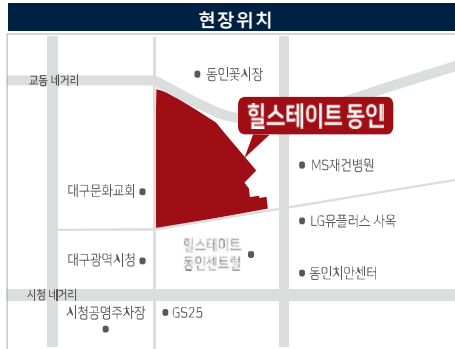 현장위치
교동 네거리
동인꽃시장
힐스테이트 동인
MS재건병원
대구문화교회
LG유플러스 사옥
힐스테이트
동인센트럴
대구광역시청
동인치안센터
시청 네거리
시청공영주차장
GS25